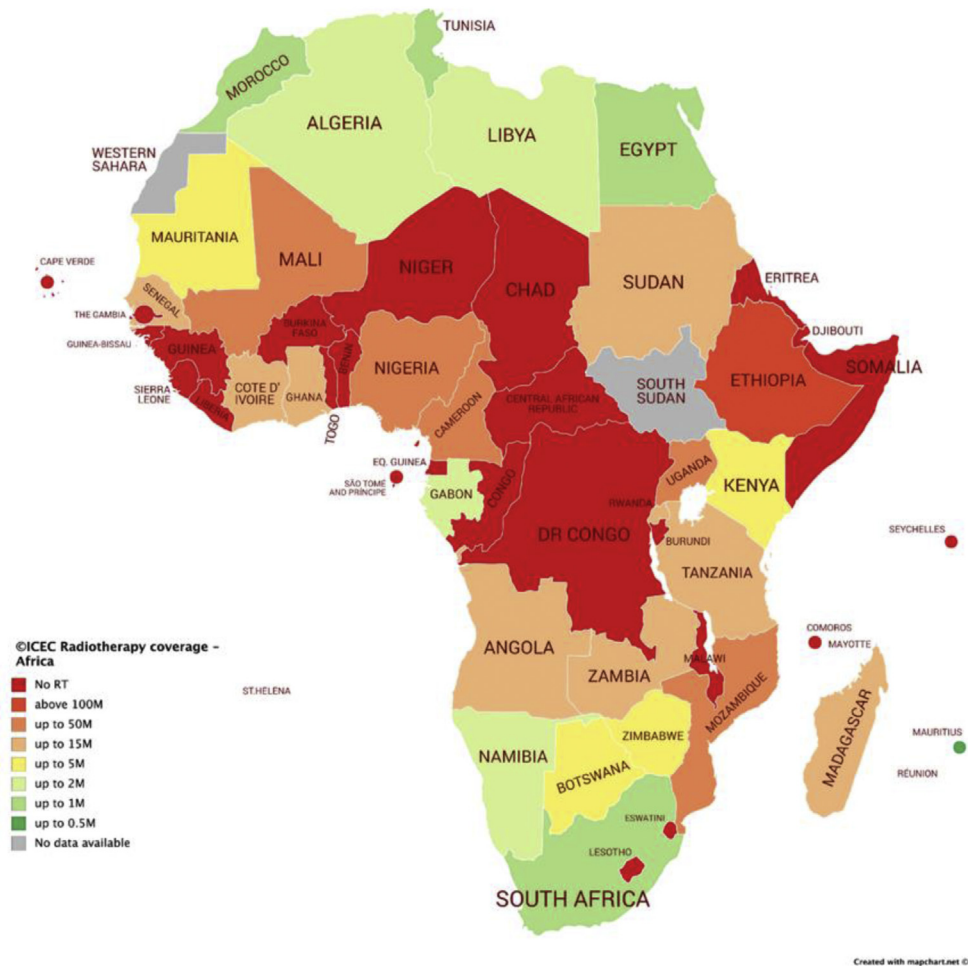 TUNISIA
MOROCCO
ALGERIA
LIBYA
EGYPT
WESTERN
SAHARA
MAURITANIA
MALI
NIGER
CHAD
SUDAN
ERITREA
CAPE VERDE
SENEGAL
THE GAMBIA
GUINEA-BISSAU
GUINEA
BURKINA
FASO
BENIN
NIGERIA
DJIBOUTI
SOMALIA
ETHIOPIA
SOUTH
SUDAN
SIERRA
LEONE
LIBERIA
COTE D'
IVOIRE
GHANA
TOGO
CAMEROON
CENTRAL AFRICAN
REPUBLIC
EQ. GUINEA
SÃO TOMÉ
AND PRÍNCIPE
GABON
CONGO
DR CONGO
UGANDA
KENYA
RWANDA
BURUNDI
TANZANIA
SEYCHELLES
COMOROS
MAYOTTE
ANGOLA
ZAMBIA
MALAWI
MOZAMBIQUE
MADAGASCAR
MAURITIUS
RÉUNION
ST.HELENA
NAMIBIA
ZIMBABWE
BOTSWANA
ESWATINI
LESOTHO
SOUTH AFRICA
©ICEC Radiotherapy coverage –
Africa
No RT
above 100M
up to 50M
up to 15M
up to 5M
up to 2M
up to 1M
up to 0.5M
No data available
Created with mapchart.net ©